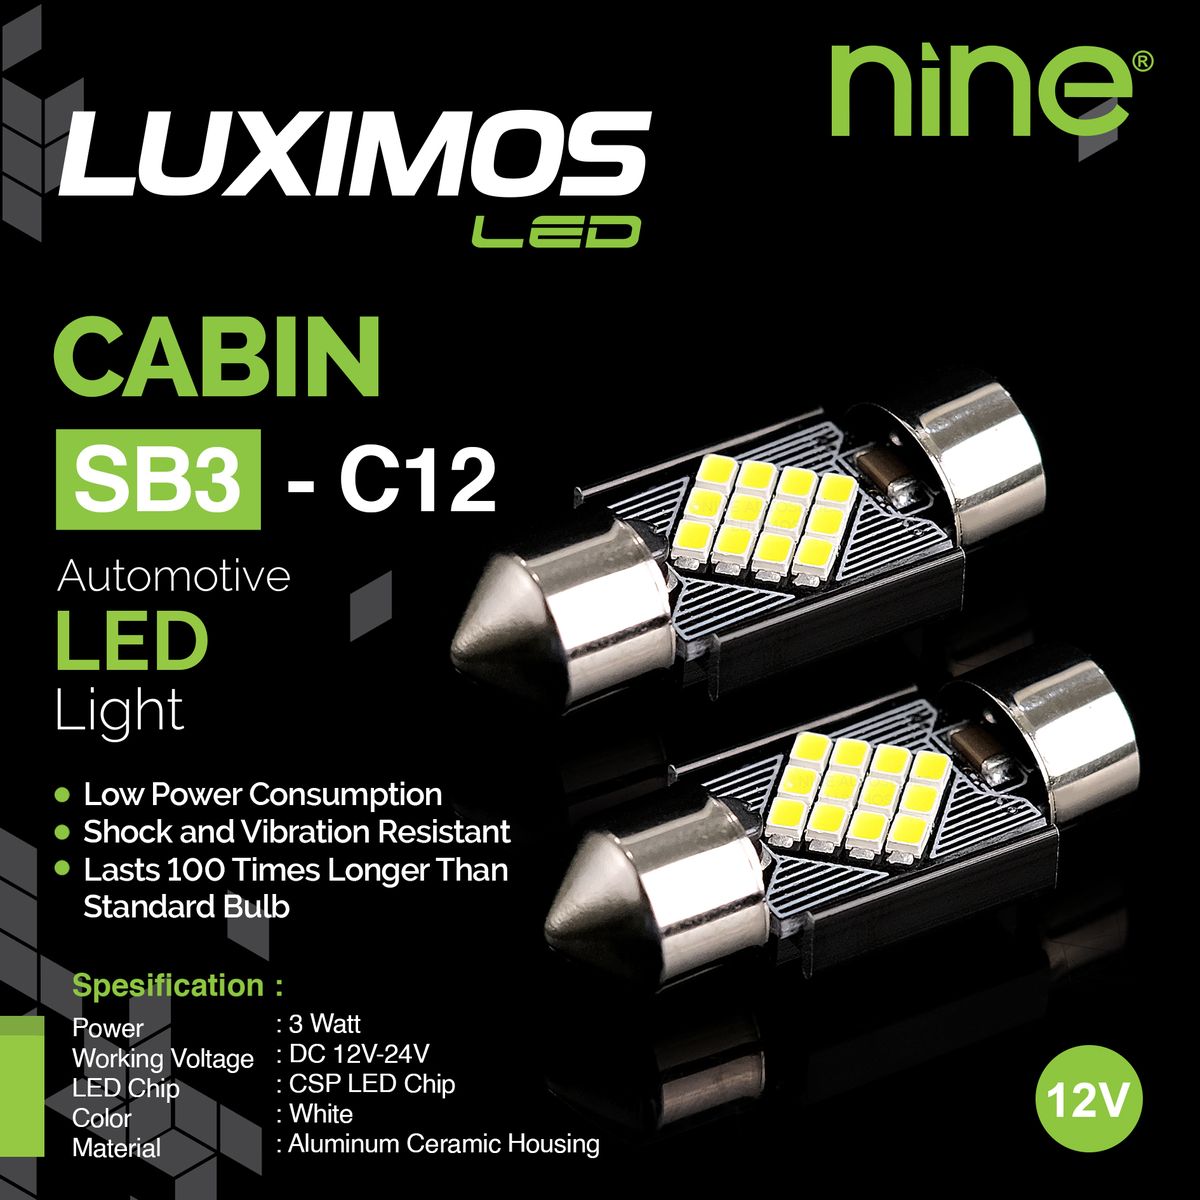 nine®
LUXIMOS
LED
CABIN
SB3 - C12
Automotive
LED
Light
• Low Power Consumption
• Shock and Vibration Resistant
• Lasts 100 Times Longer Than
Standard Bulb
Spesification :
Power : 3 Watt
Working Voltage : DC 12V-24V
LED Chip : CSP LED Chip
Color : White
Material : Aluminum Ceramic Housing
12V